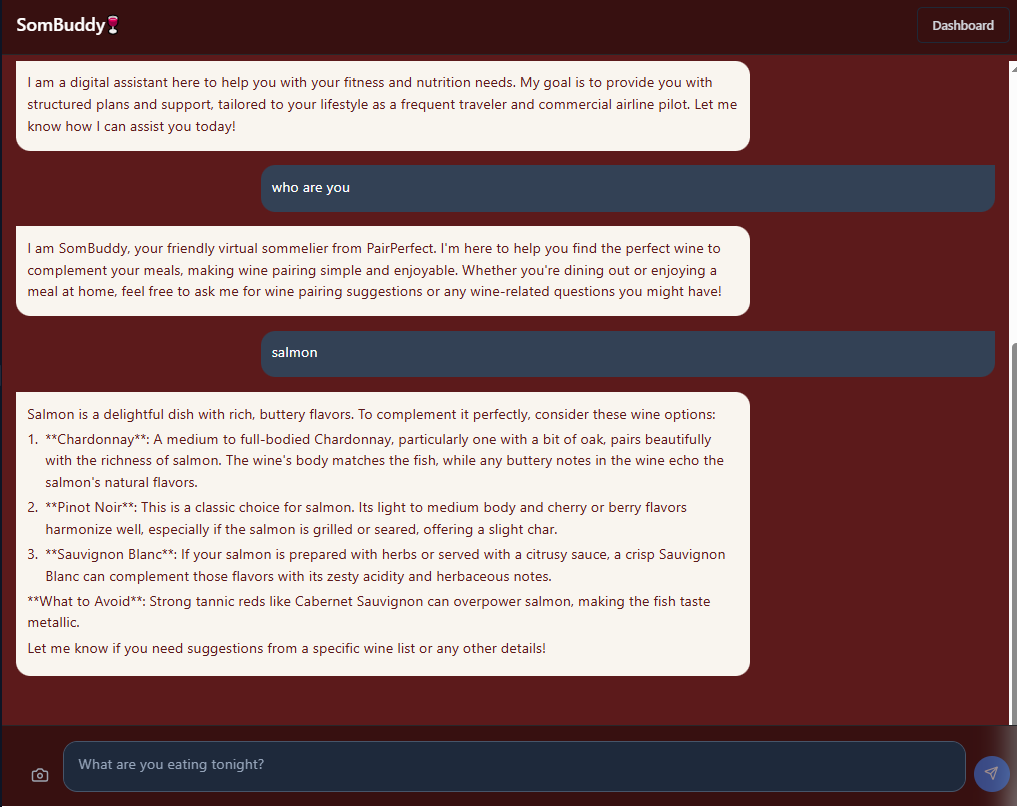 SomBuddy🍷
Dashboard
I am a digital assistant here to help you with your fitness and nutrition needs. My goal is to provide you with
structured plans and support, tailored to your lifestyle as a frequent traveler and commercial airline pilot. Let me
know how I can assist you today!
who are you
I am SomBuddy, your friendly virtual sommelier from PairPerfect. I'm here to help you find the perfect wine to
complement your meals, making wine pairing simple and enjoyable. Whether you're dining out or enjoying a
meal at home, feel free to ask me for wine pairing suggestions or any wine-related questions you might have!
salmon
Salmon is a delightful dish with rich, buttery flavors. To complement it perfectly, consider these wine options:
1. **Chardonnay**: A medium to full-bodied Chardonnay, particularly one with a bit of oak, pairs beautifully
with the richness of salmon. The wine's body matches the fish, while any buttery notes in the wine echo the
salmon's natural flavors.
2. **Pinot Noir**: This is a classic choice for salmon. Its light to medium body and cherry or berry flavors
harmonize well, especially if the salmon is grilled or seared, offering a slight char.
3. **Sauvignon Blanc**: If your salmon is prepared with herbs or served with a citrusy sauce, a crisp Sauvignon
Blanc can complement those flavors with its zesty acidity and herbaceous notes.
**What to Avoid**: Strong tannic reds like Cabernet Sauvignon can overpower salmon, making the fish taste
metallic.
Let me know if you need suggestions from a specific wine list or any other details!
What are you eating tonight?